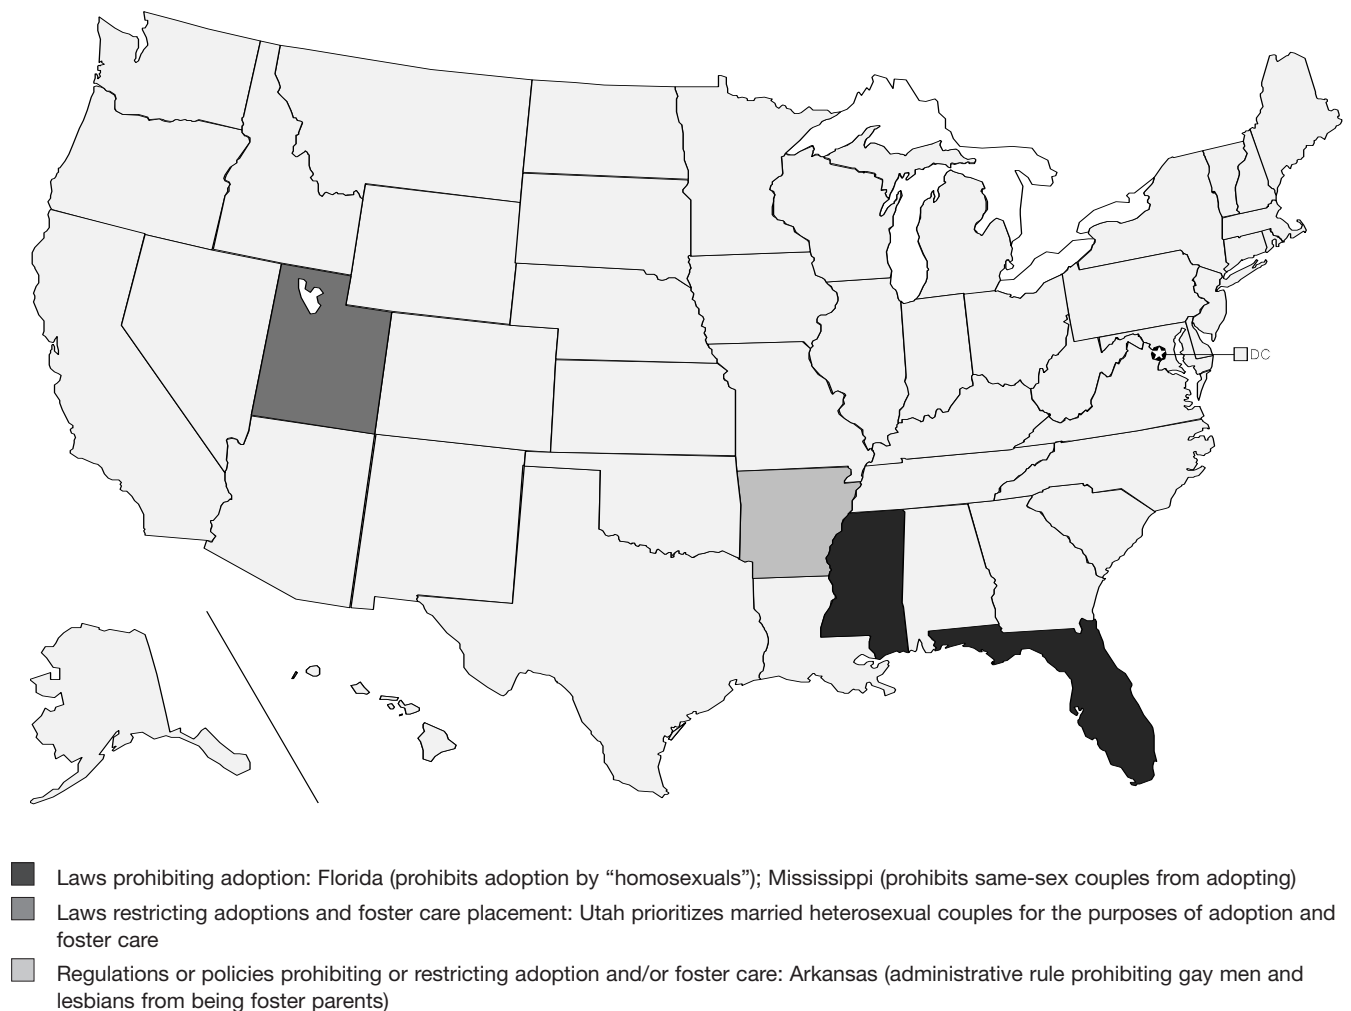 DC
Laws prohibiting adoption: Florida (prohibits adoption by “homosexuals”); Mississippi (prohibits same-sex couples from adopting)
Laws restricting adoptions and foster care placement: Utah prioritizes married heterosexual couples for the purposes of adoption and
foster care
Regulations or policies prohibiting or restricting adoption and/or foster care: Arkansas (administrative rule prohibiting gay men and
lesbians from being foster parents)